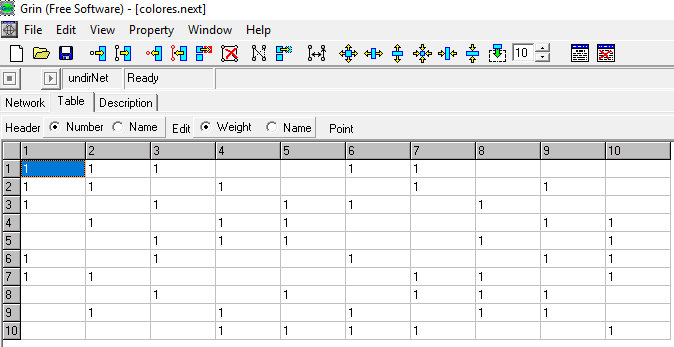 Grin (Free Software) - [colores.next]
File Edit View Property Window Help
10
undirNet Ready
Network Table Description
Header Number Name Edit Weight Name Point
1 2 3 4 5 6 7 8 9 10
1 1 1 1 1 1
2 1 1 1 1 1
3 1 1 1 1 1
4 1 1 1 1 1
5 1 1 1 1 1
6 1 1 1 1 1
7 1 1 1 1 1
8 1 1 1 1 1
9 1 1 1 1 1
10 1 1 1 1 1